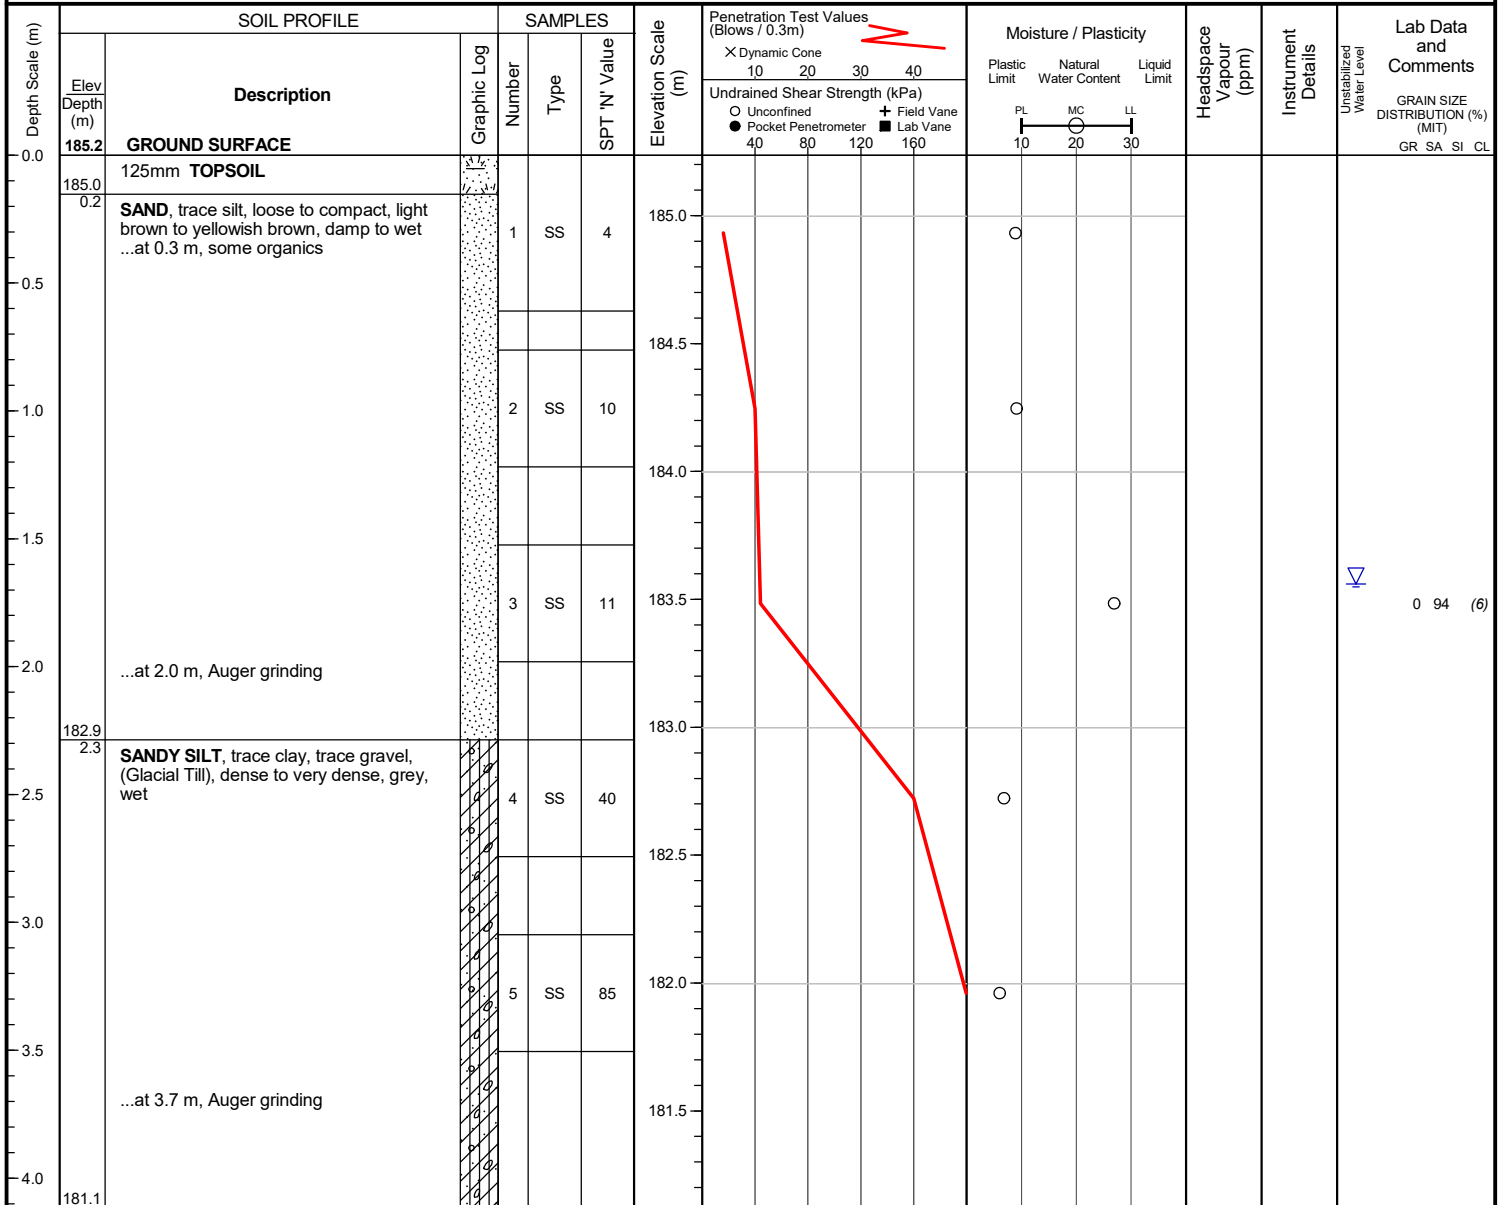 SOIL PROFILE
SAMPLES
Depth Scale (m)
Elev
Depth
(m)
Description
Graphic Log
Number
Type
SPT 'N' Value
Elevation Scale
(m)
Penetration Test Values
(Blows / 0.3m)
× Dynamic Cone
10 20 30 40
Undrained Shear Strength (kPa)
Unconfined
Field Vane
Pocket Penetrometer
Lab Vane
40 80 120 160
Moisture / Plasticity
Plastic
Limit
Natural
Water Content
Liquid
Limit
PL MC LL
10 20 30
Headspace
Vapour
(ppm)
Instrument
Details
Unstabilized
Water Level
Lab Data
and
Comments
GRAIN SIZE
DISTRIBUTION (%)
(MIT)
GR SA SI CL
185.2 GROUND SURFACE
0.0
125mm TOPSOIL
185.0
0.2
SAND, trace silt, loose to compact, light
brown to yellowish brown, damp to wet
...at 0.3 m, some organics
1 SS 4
185.0
0.5
184.5
1.0
2 SS 10
184.0
1.5
3 SS 11
183.5
0 94 (6)
2.0
...at 2.0 m, Auger grinding
182.9
2.3
183.0
SANDY SILT, trace clay, trace gravel,
(Glacial Till), dense to very dense, grey,
wet
2.5
4 SS 40
182.5
3.0
5 SS 85
182.0
3.5
...at 3.7 m, Auger grinding
181.5
4.0
181.1